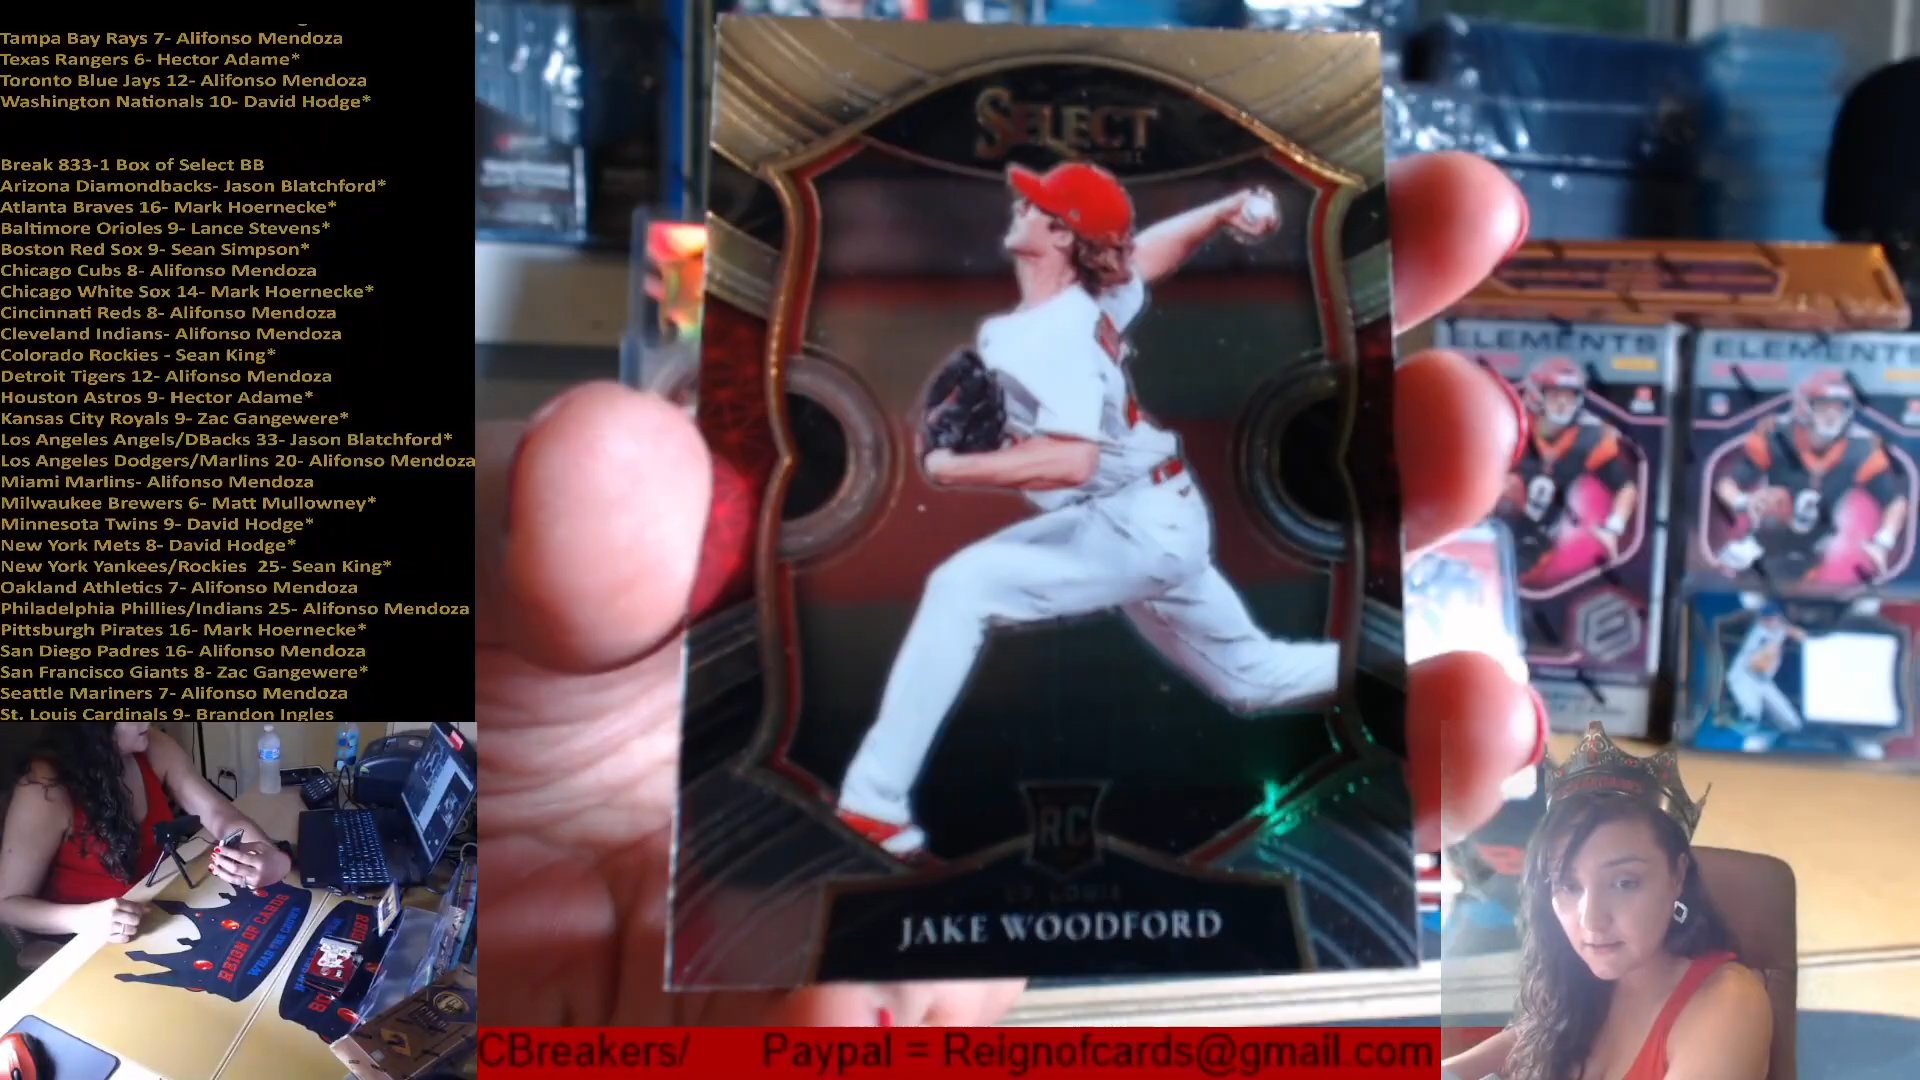 Tampa Bay Rays 7- Alifonso Mendoza
Texas Rangers 6- Hector Adame*
Toronto Blue Jays 12- Alifonso Mendoza
Washington Nationals 10- David Hodge*
Break 833-1 Box of Select BB
Arizona Diamondbacks- Jason Blatchford*
Atlanta Braves 16- Mark Hoernecke*
Baltimore Orioles 9- Lance Stevens*
Boston Red Sox 9- Sean Simpson*
Chicago Cubs 8- Alifonso Mendoza
Chicago White Sox 14- Mark Hoernecke*
Cincinnati Reds 8- Alifonso Mendoza
Cleveland Indians- Alifonso Mendoza
Colorado Rockies - Sean King*
Detroit Tigers 12- Alifonso Mendoza
Houston Astros 9- Hector Adame*
Kansas City Royals 9- Zac Gangewere*
Los Angeles Angels/DBacks 33- Jason Blatchford*
Los Angeles Dodgers/Marlins 20- Alifonso Mendoza
Miami Marlins- Alifonso Mendoza
Milwaukee Brewers 6- Matt Mullowney*
Minnesota Twins 9- David Hodge*
New York Mets 8- David Hodge*
New York Yankees/Rockies 25- Sean King*
Oakland Athletics 7- Alifonso Mendoza
Philadelphia Phillies/Indians 25- Alifonso Mendoza
Pittsburgh Pirates 16- Mark Hoernecke*
San Diego Padres 16- Alifonso Mendoza
San Francisco Giants 8- Zac Gangewere*
Seattle Mariners 7- Alifonso Mendoza
St. Louis Cardinals 9- Brandon Ingles
SELECT
RC
ST. LOUIS
JAKE WOODFORD
ELEMENTS
ELEMENTS
REIGN OF CARDS
WEAR THE CROWN
CBreakers/ Paypal = Reignofcards@gmail.com